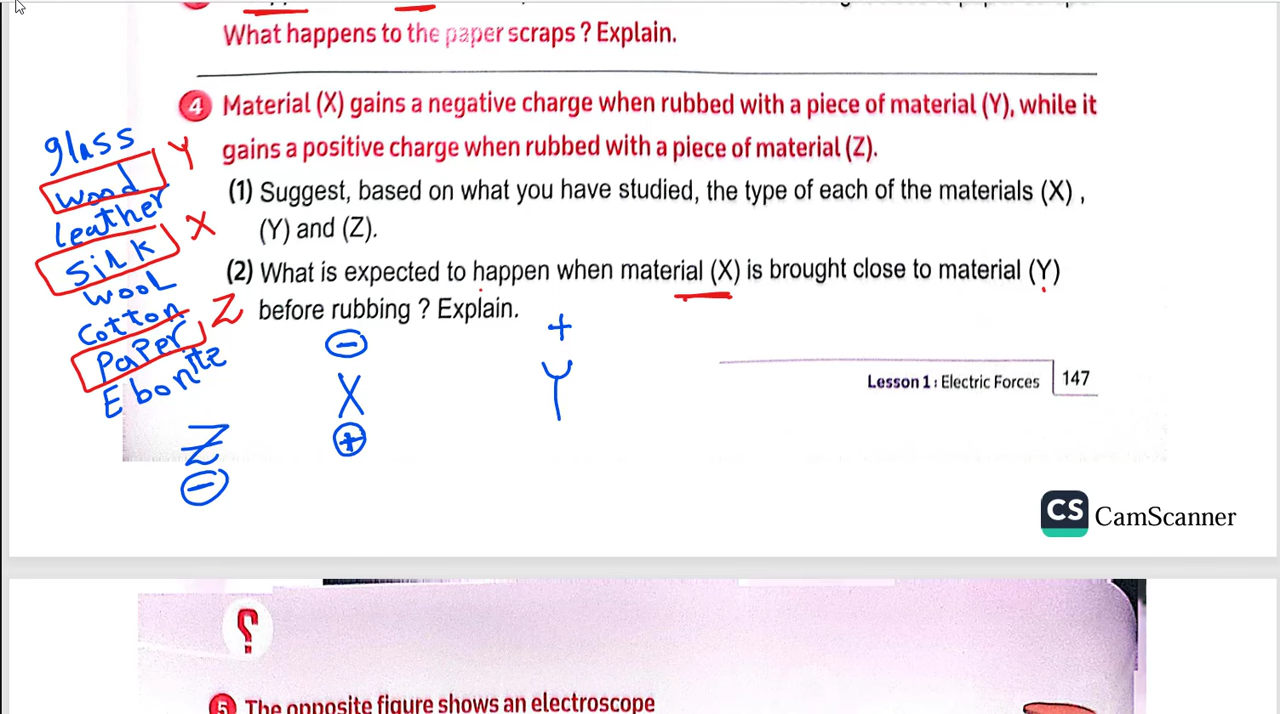 What happens to the paper scraps ? Explain.
4 Material (X) gains a negative charge when rubbed with a piece of material (Y), while it
gains a positive charge when rubbed with a piece of material (Z).
(1) Suggest, based on what you have studied, the type of each of the materials (X) ,
(Y) and (Z).
(2) What is expected to happen when material (X) is brought close to material (Y)
before rubbing ? Explain.
glass
wood Y
leather
Silk X
wool
Cotton
Paper Z
Ebonite
− +
X Y
+
Z
−
Lesson 1 : Electric Forces 147
CS CamScanner
?
5 The opposite figure shows an electroscope